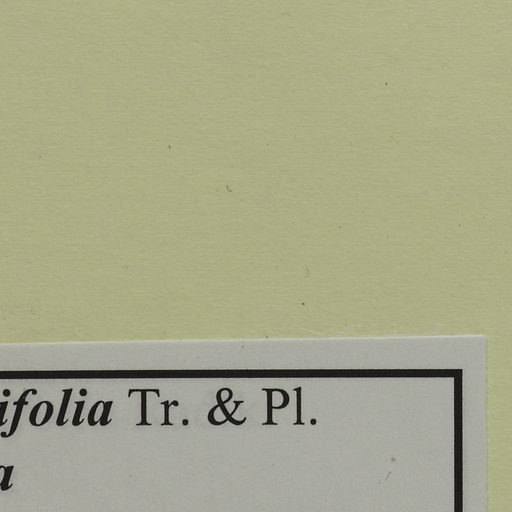 ifolia Tr. & Pl.
a